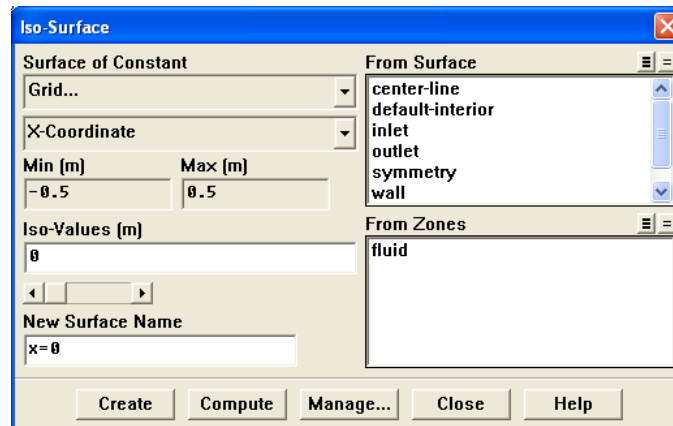 Iso-Surface
Surface of Constant
Grid...
X-Coordinate
Min (m)
Max (m)
-0.5
0.5
Iso-Values (m)
0
New Surface Name
x=0
From Surface
center-line
default-interior
inlet
outlet
symmetry
wall
From Zones
fluid
Create
Compute
Manage...
Close
Help